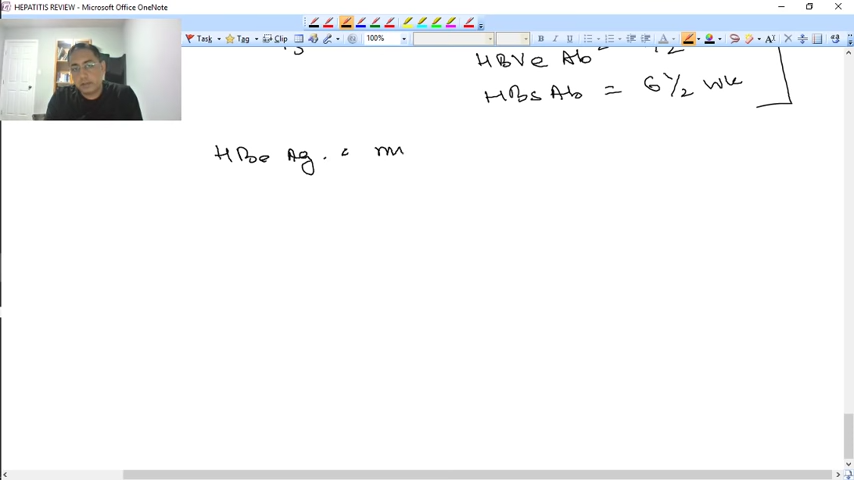 HEPATITIS REVIEW - Microsoft Office OneNote
Task Tag Clip 100% B I U
HBVe Ab =
HBs Ab = 6 1/2 wk
HBe Ag.